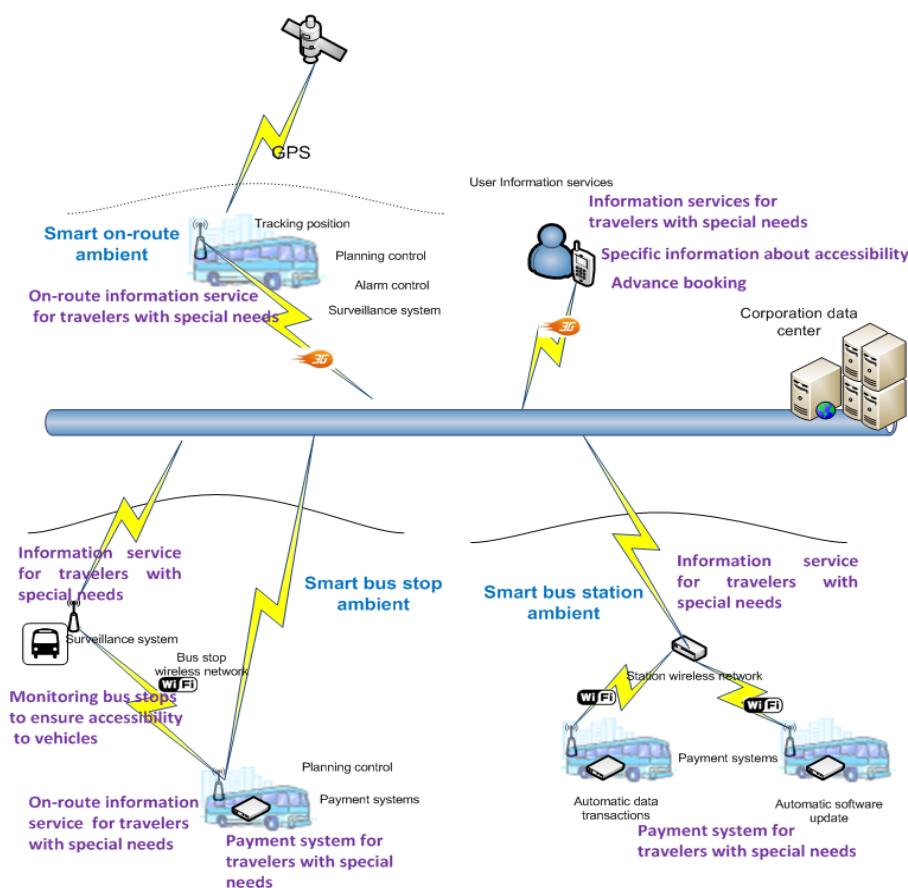 GPS
User Information services
Information services for
travelers with special needs
Smart on-route
ambient
Tracking position
Planning control
Specific information about accessibility
On-route information service
for travelers with special needs
Alarm control
Surveillance system
Advance booking
Corporation data
center
3G
3G
Information service
for travelers with
special needs
Smart bus stop
ambient
Surveillance system
Bus stop
wireless network
Wi Fi
Monitoring bus stops
to ensure accessibility
to vehicles
Planning control
Payment systems
On-route information
service for travelers
with special needs
Payment system for
travelers with special
needs
Information service
for travelers with
special needs
Smart bus station
ambient
Station wireless network
Wi Fi
Wi Fi
Payment systems
Automatic data
transactions
Automatic software
update
Payment system for
travelers with special needs